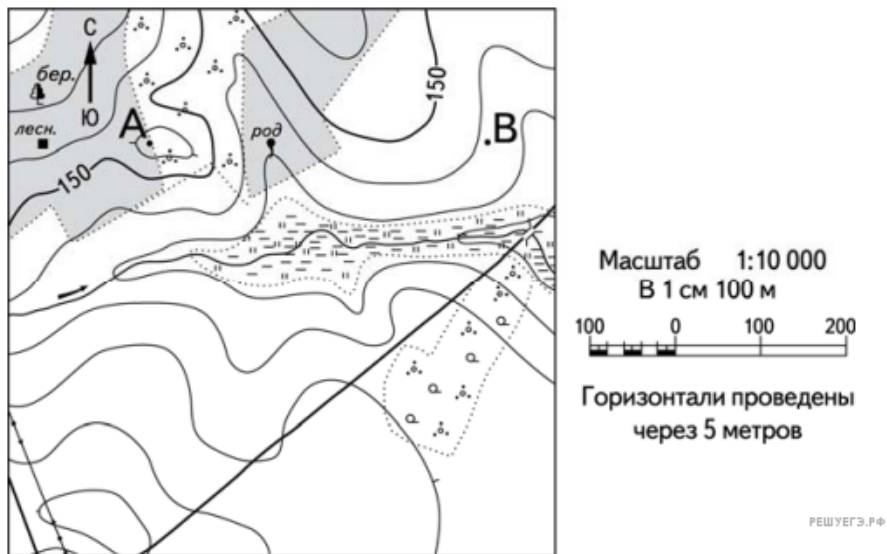 С
бер.
Ю
лесн.
А
род
150
В
150
Масштаб 1:10 000
В 1 см 100 м
100 0 100 200
Горизонтали проведены
через 5 метров
РЕШУЕГЭ.РФ